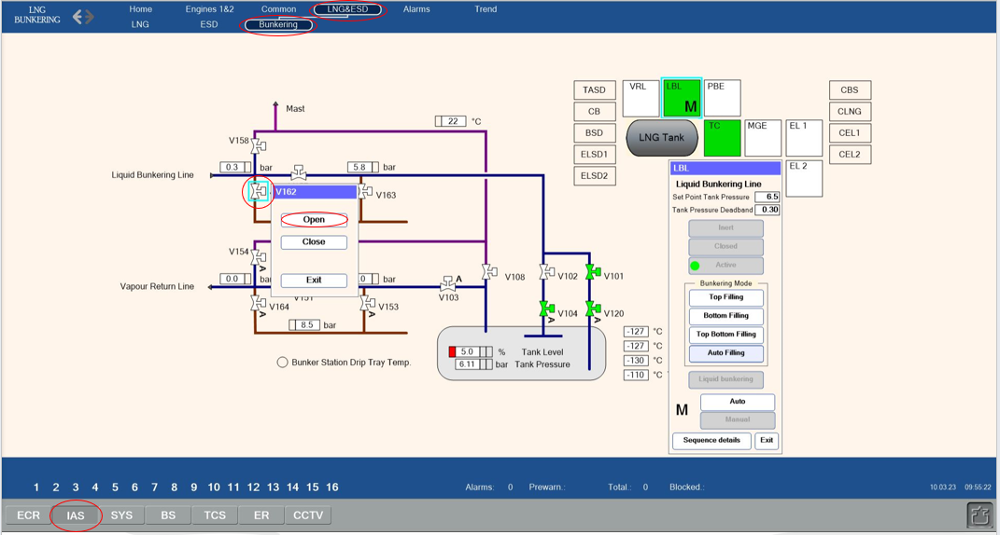 LNG BUNKERING
Home Engines 1&2 Common LNG&ESD Alarms Trend
LNG ESD Bunkering
TASD VRL LBL PBE CBS
M
CB CLNG
TC MGE EL 1
BSD LNG Tank CEL1
ELSD1 CEL2
ELSD2 EL 2
Mast
22 °C
V158
0.3 bar 5.8 bar
Liquid Bunkering Line
V162
V163
Open
Close
Exit
V154
A
0.0 0 bar
Vapour Return Line
A
V103
V108
V102 V101
V164 V153
A A
V104 V120
A A
8.5 bar
Bunker Station Drip Tray Temp.
5.0 % Tank Level
6.11 bar Tank Pressure
-127 °C
-127 °C
-130 °C
-110 °C
LBL
Liquid Bunkering Line
Set Point Tank Pressure 6.5
Tank Pressure Deadband 0.30
Inert
Closed
Active
Bunkering Mode
Top Filling
Bottom Filling
Top Bottom Filling
Auto Filling
Liquid bunkering
M
Auto
Manual
Sequence details Exit
1 2 3 4 5 6 7 8 9 10 11 12 13 14 15 16
Alarms: 0 Prewarn.: Total.: 0 Blocked.: 10.03.23 09:55:22
ECR IAS SYS BS TCS ER CCTV